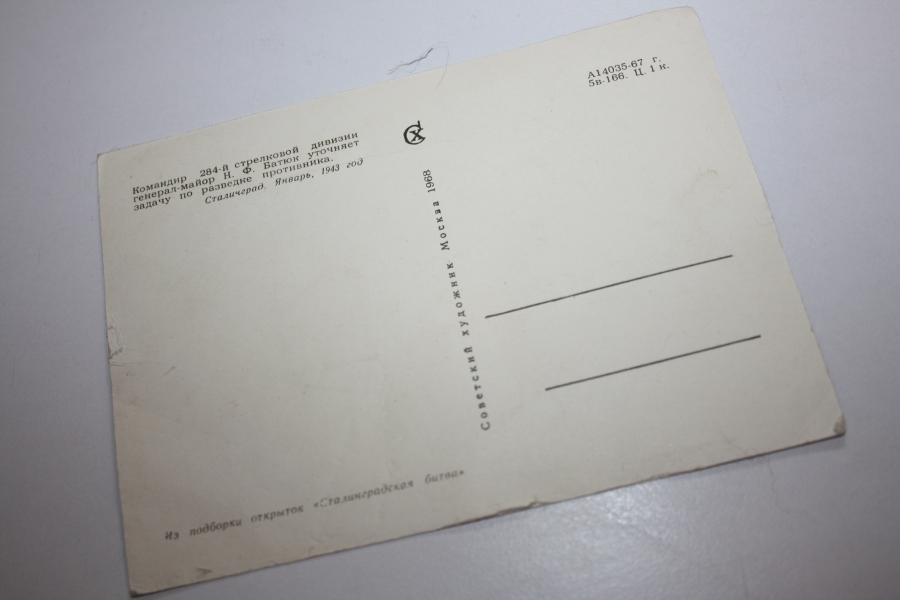 Командир 284-й стрелковой дивизии
генерал-майор Н. Ф. Батюк уточняет
задачу по разведке противника.
Сталинград. Январь, 1943 год
СХ
Советский художник Москва 1968
А14035-67 г.
5в-166. Ц. 1 к.
Из подборки открыток «Сталинградская битва»